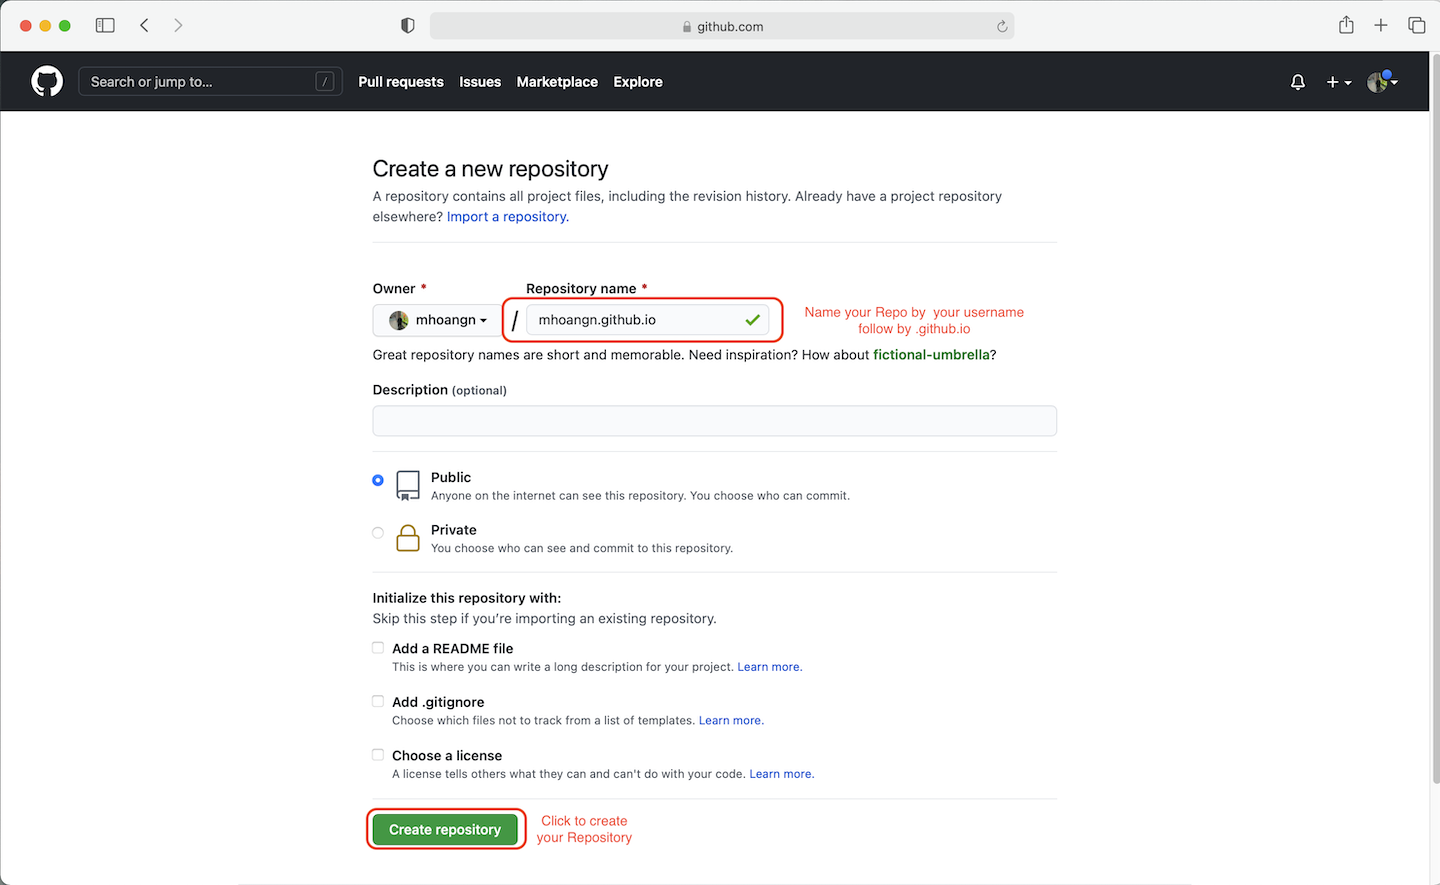 github.com
Search or jump to... /
Pull requests Issues Marketplace Explore
Create a new repository
A repository contains all project files, including the revision history. Already have a project repository
elsewhere? Import a repository.
Owner * Repository name *
mhoangn / mhoangn.github.io
Name your Repo by your username
follow by .github.io
Great repository names are short and memorable. Need inspiration? How about fictional-umbrella?
Description (optional)
Public
Anyone on the internet can see this repository. You choose who can commit.
Private
You choose who can see and commit to this repository.
Initialize this repository with:
Skip this step if you’re importing an existing repository.
Add a README file
This is where you can write a long description for your project. Learn more.
Add .gitignore
Choose which files not to track from a list of templates. Learn more.
Choose a license
A license tells others what they can and can't do with your code. Learn more.
Create repository
Click to create
your Repository